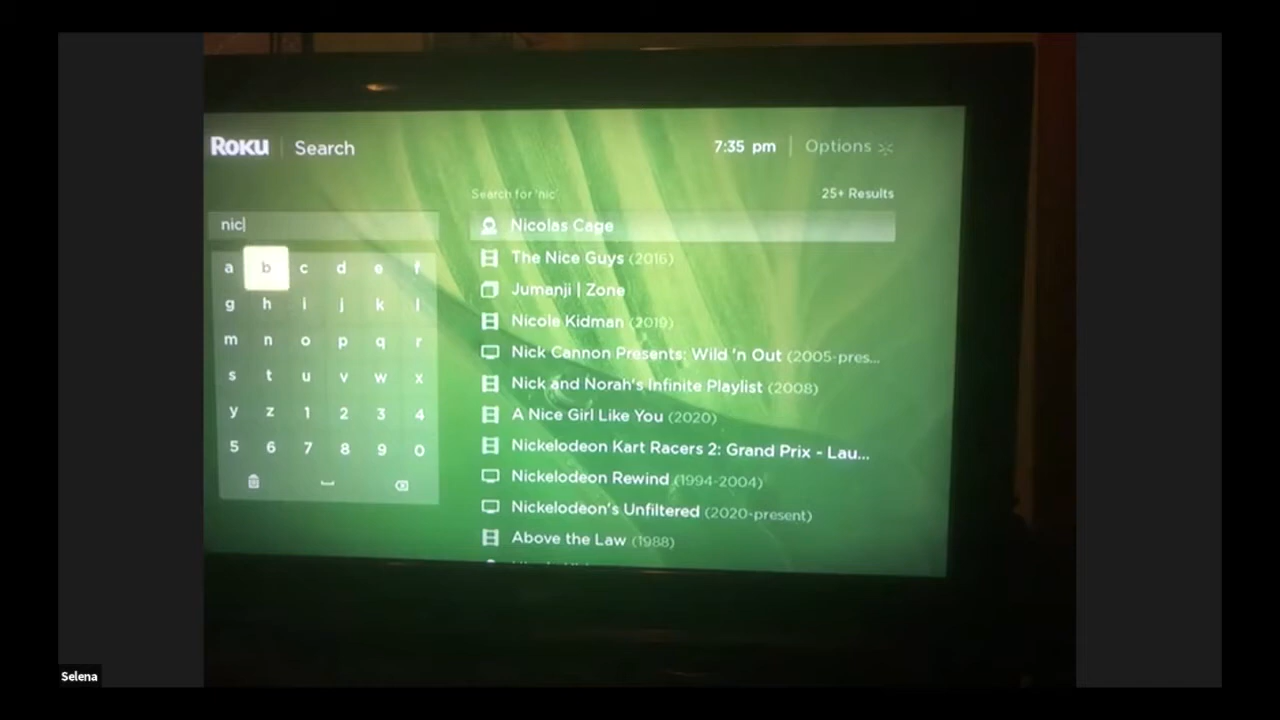 Roku | Search
7:35 pm | Options
Search for 'nic'
25+ Results
nic
a b c d e f
g h i j k l
m n o p q r
s t u v w x
y z 1 2 3 4
5 6 7 8 9 0
Nicolas Cage
The Nice Guys (2016)
Jumanji | Zone
Nicole Kidman (2019)
Nick Cannon Presents: Wild 'n Out (2005-pres...
Nick and Norah's Infinite Playlist (2008)
A Nice Girl Like You (2020)
Nickelodeon Kart Racers 2: Grand Prix - Lau...
Nickelodeon Rewind (1994-2004)
Nickelodeon's Unfiltered (2020-present)
Above the Law (1988)
Selena